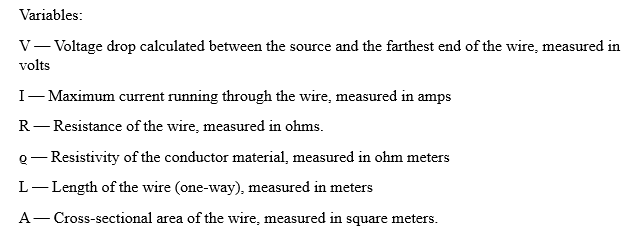 Variables:
V — Voltage drop calculated between the source and the farthest end of the wire, measured in
volts
I — Maximum current running through the wire, measured in amps
R — Resistance of the wire, measured in ohms.
ϱ — Resistivity of the conductor material, measured in ohm meters
L — Length of the wire (one-way), measured in meters
A — Cross-sectional area of the wire, measured in square meters.